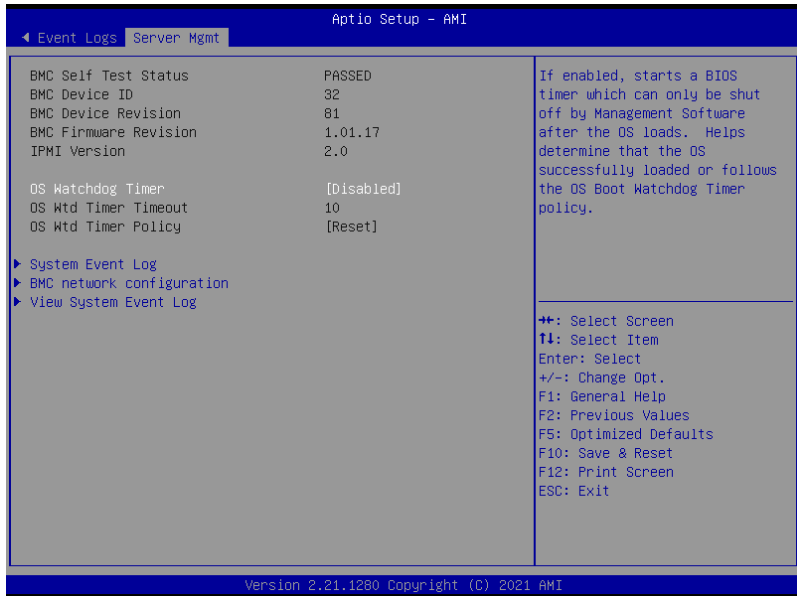 Aptio Setup – AMI
Event Logs Server Mgmt
BMC Self Test Status PASSED
BMC Device ID 32
BMC Device Revision 81
BMC Firmware Revision 1.01.17
IPMI Version 2.0
OS Watchdog Timer [Disabled]
OS Wtd Timer Timeout 10
OS Wtd Timer Policy [Reset]
System Event Log
BMC network configuration
View System Event Log
If enabled, starts a BIOS
timer which can only be shut
off by Management Software
after the OS loads. Helps
determine that the OS
successfully loaded or follows
the OS Boot Watchdog Timer
policy.
→←: Select Screen
↑↓: Select Item
Enter: Select
+/-: Change Opt.
F1: General Help
F2: Previous Values
F5: Optimized Defaults
F10: Save & Reset
F12: Print Screen
ESC: Exit
Version 2.21.1280 Copyright (C) 2021 AMI